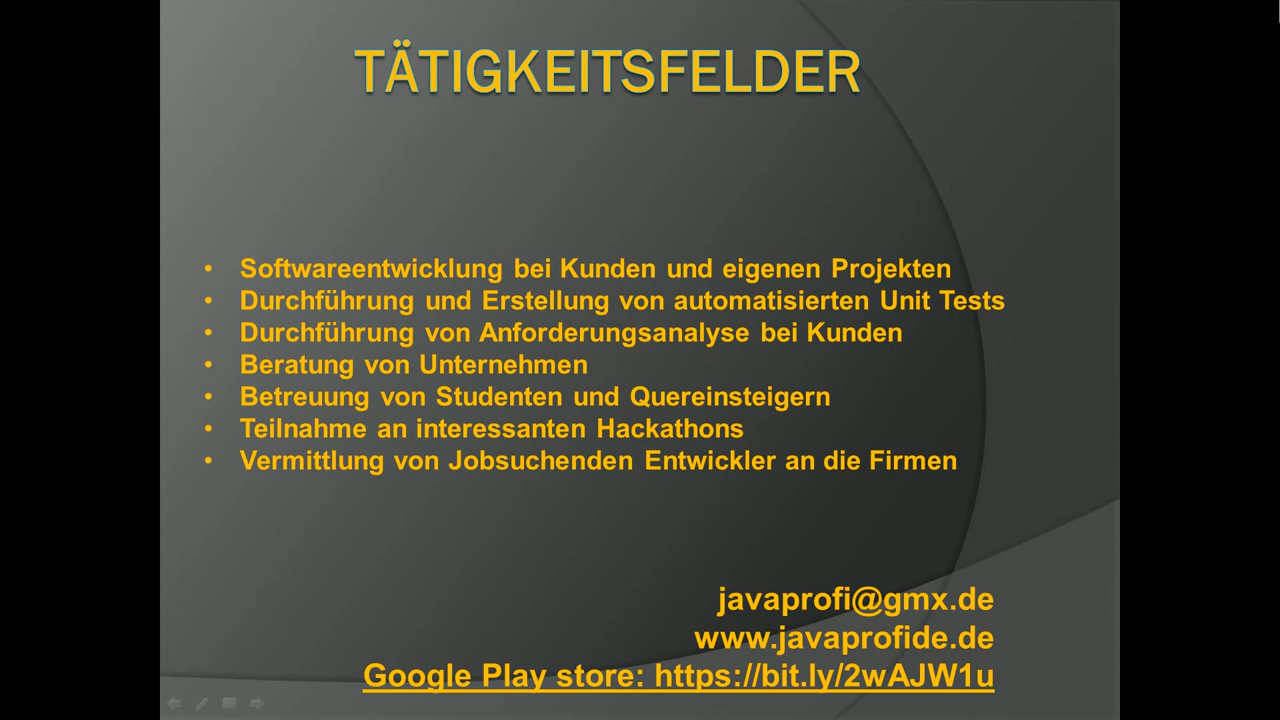 TÄTIGKEITSFELDER
• Softwareentwicklung bei Kunden und eigenen Projekten
• Durchführung und Erstellung von automatisierten Unit Tests
• Durchführung von Anforderungsanalyse bei Kunden
• Beratung von Unternehmen
• Betreuung von Studenten und Quereinsteigern
• Teilnahme an interessanten Hackathons
• Vermittlung von Jobsuchenden Entwickler an die Firmen
javaprofi@gmx.de
www.javaprofide.de
Google Play store: https://bit.ly/2wAJW1u